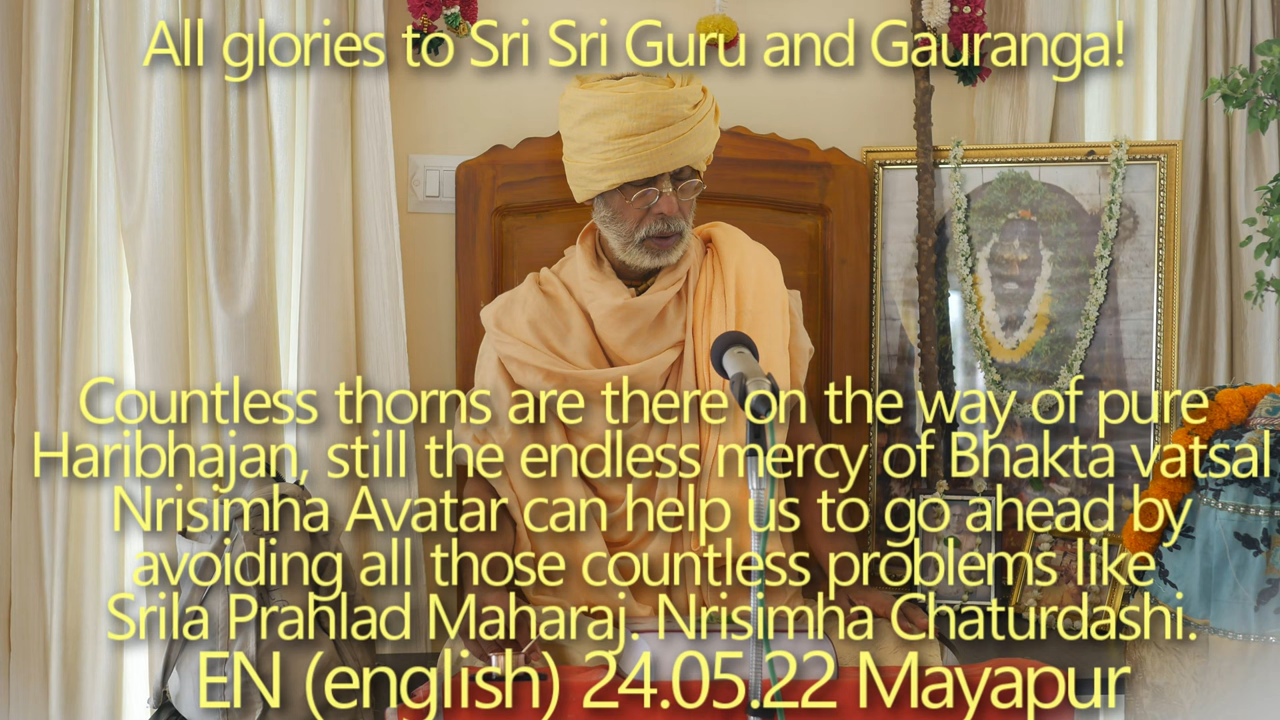 All glories to Sri Sri Guru and Gauranga!
Countless thorns are there on the way of pure
Haribhajan, still the endless mercy of Bhakta vatsal
Nrisimha Avatar can help us to go ahead by
avoiding all those countless problems like
Srila Prahlad Maharaj. Nrisimha Chaturdashi.
EN (english) 24.05.22 Mayapur